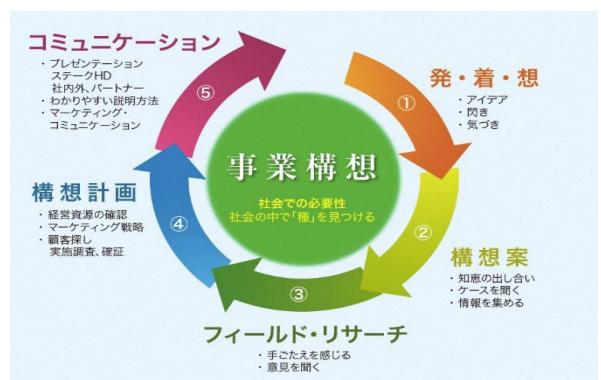 事業構想
社会での必要性
社会の中で「種」を見つける
①
発・着・想
・アイデア
・閃き
・気づき
②
構想案
・知恵の出し合い
・ケースを聞く
・情報を集める
③
フィールド・リサーチ
・手ごたえを感じる
・意見を聞く
④
構想計画
・経営資源の確認
・マーケティング戦略
・顧客探し
実施調査、確証
⑤
コミュニケーション
・プレゼンテーション
ステークHD
社内外、パートナー
・わかりやすい説明方法
・マーケティング・
コミュニケーション